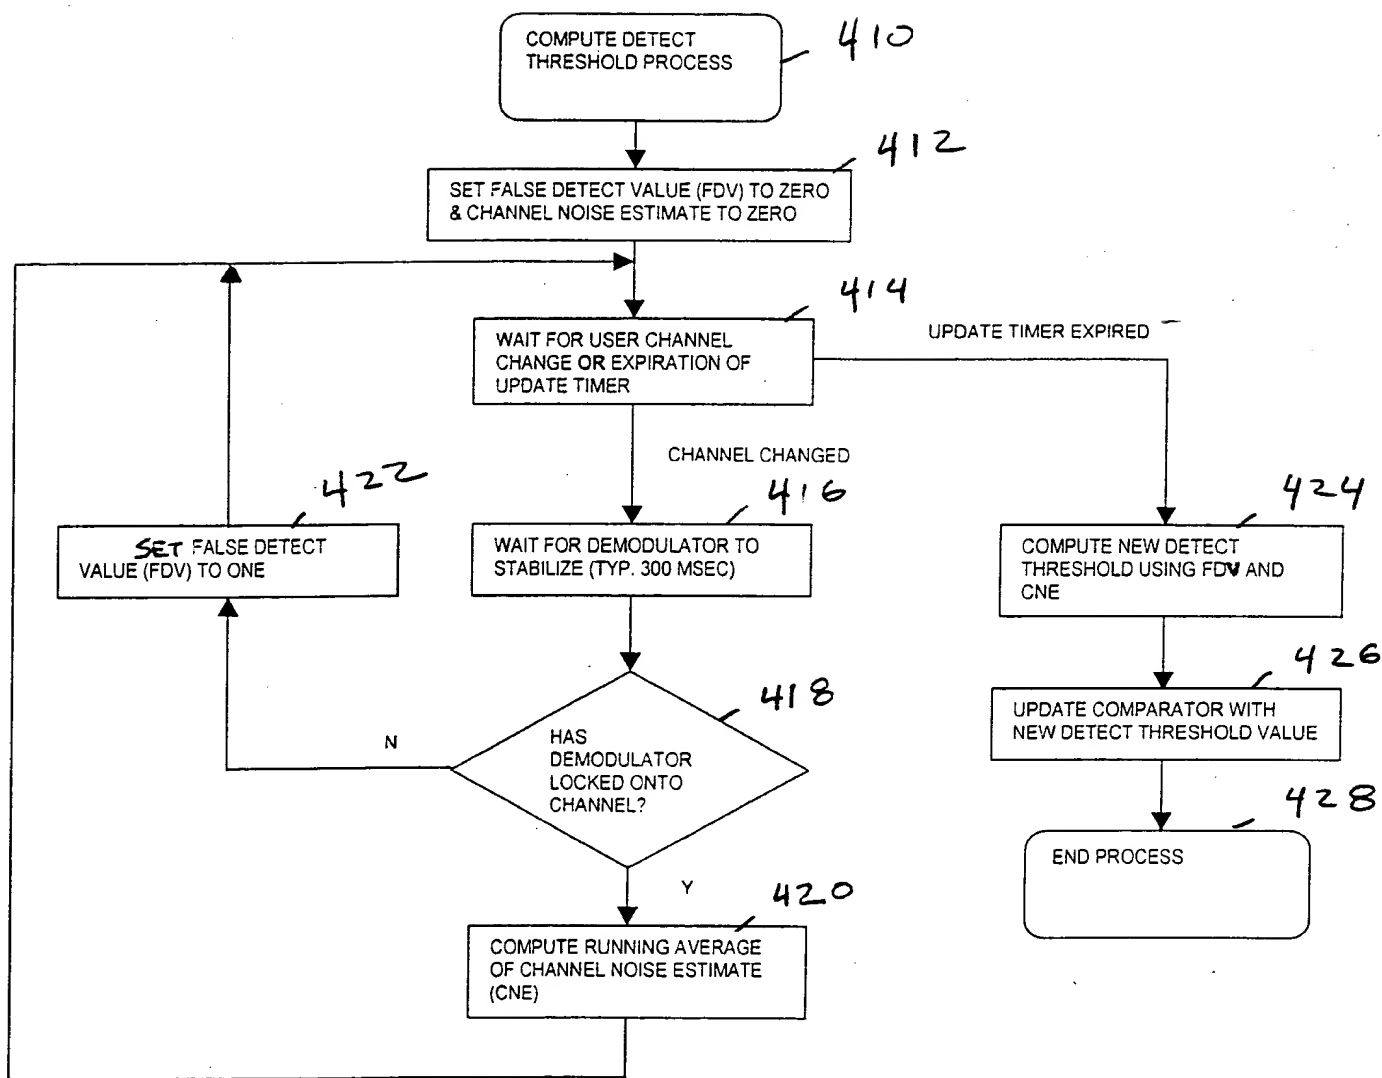 COMPUTE DETECT
THRESHOLD PROCESS
410
412
SET FALSE DETECT VALUE (FDV) TO ZERO
& CHANNEL NOISE ESTIMATE TO ZERO
414
WAIT FOR USER CHANNEL
CHANGE OR EXPIRATION OF
UPDATE TIMER
UPDATE TIMER EXPIRED
CHANNEL CHANGED
422
SET FALSE DETECT
VALUE (FDV) TO ONE
416
WAIT FOR DEMODULATOR TO
STABILIZE (TYP. 300 MSEC)
424
COMPUTE NEW DETECT
THRESHOLD USING FDV AND
CNE
426
UPDATE COMPARATOR WITH
NEW DETECT THRESHOLD VALUE
418
N
HAS
DEMODULATOR
LOCKED ONTO
CHANNEL?
428
END PROCESS
Y
420
COMPUTE RUNNING AVERAGE
OF CHANNEL NOISE ESTIMATE
(CNE)